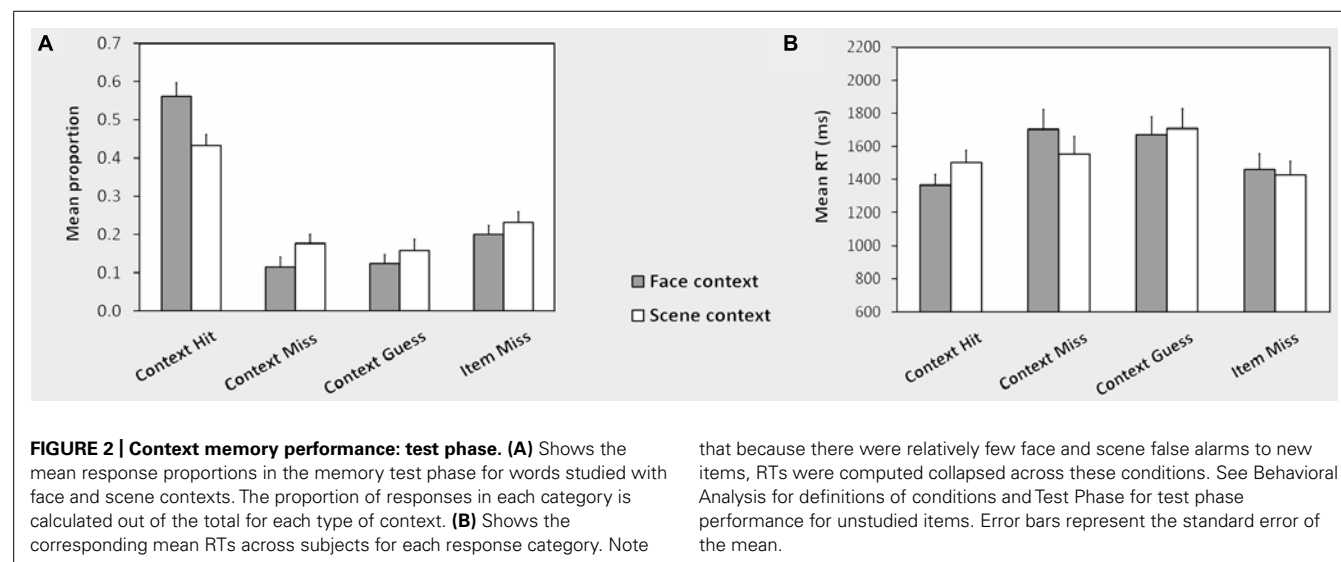 A
0.7
0.6
0.5
0.4
0.3
0.2
0.1
0.0
Mean proportion
Context Hit
Context Miss
Context Guess
Item Miss
Face context
Scene context
B
2200
2000
1800
1600
1400
1200
1000
800
600
Mean RT (ms)
Context Hit
Context Miss
Context Guess
Item Miss
FIGURE 2 | Context memory performance: test phase. (A) Shows the
mean response proportions in the memory test phase for words studied with
face and scene contexts. The proportion of responses in each category is
calculated out of the total for each type of context. (B) Shows the
corresponding mean RTs across subjects for each response category. Note
that because there were relatively few face and scene false alarms to new
items, RTs were computed collapsed across these conditions. See Behavioral
Analysis for definitions of conditions and Test Phase for test phase
performance for unstudied items. Error bars represent the standard error of
the mean.